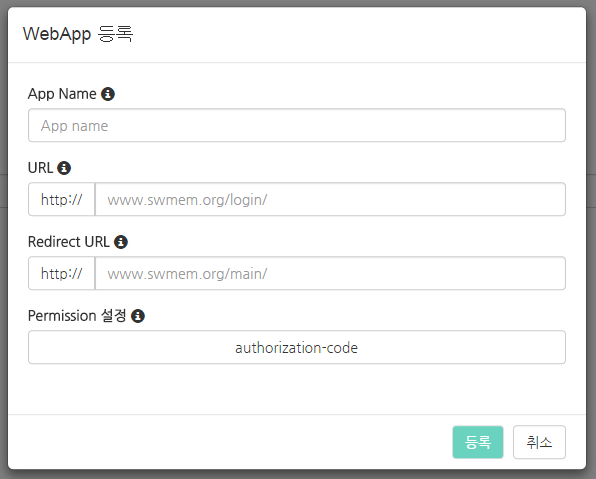 WebApp 등록
App Name
App name
URL
http:// www.swmem.org/login/
Redirect URL
http:// www.swmem.org/main/
Permission 설정
authorization-code
등록 취소